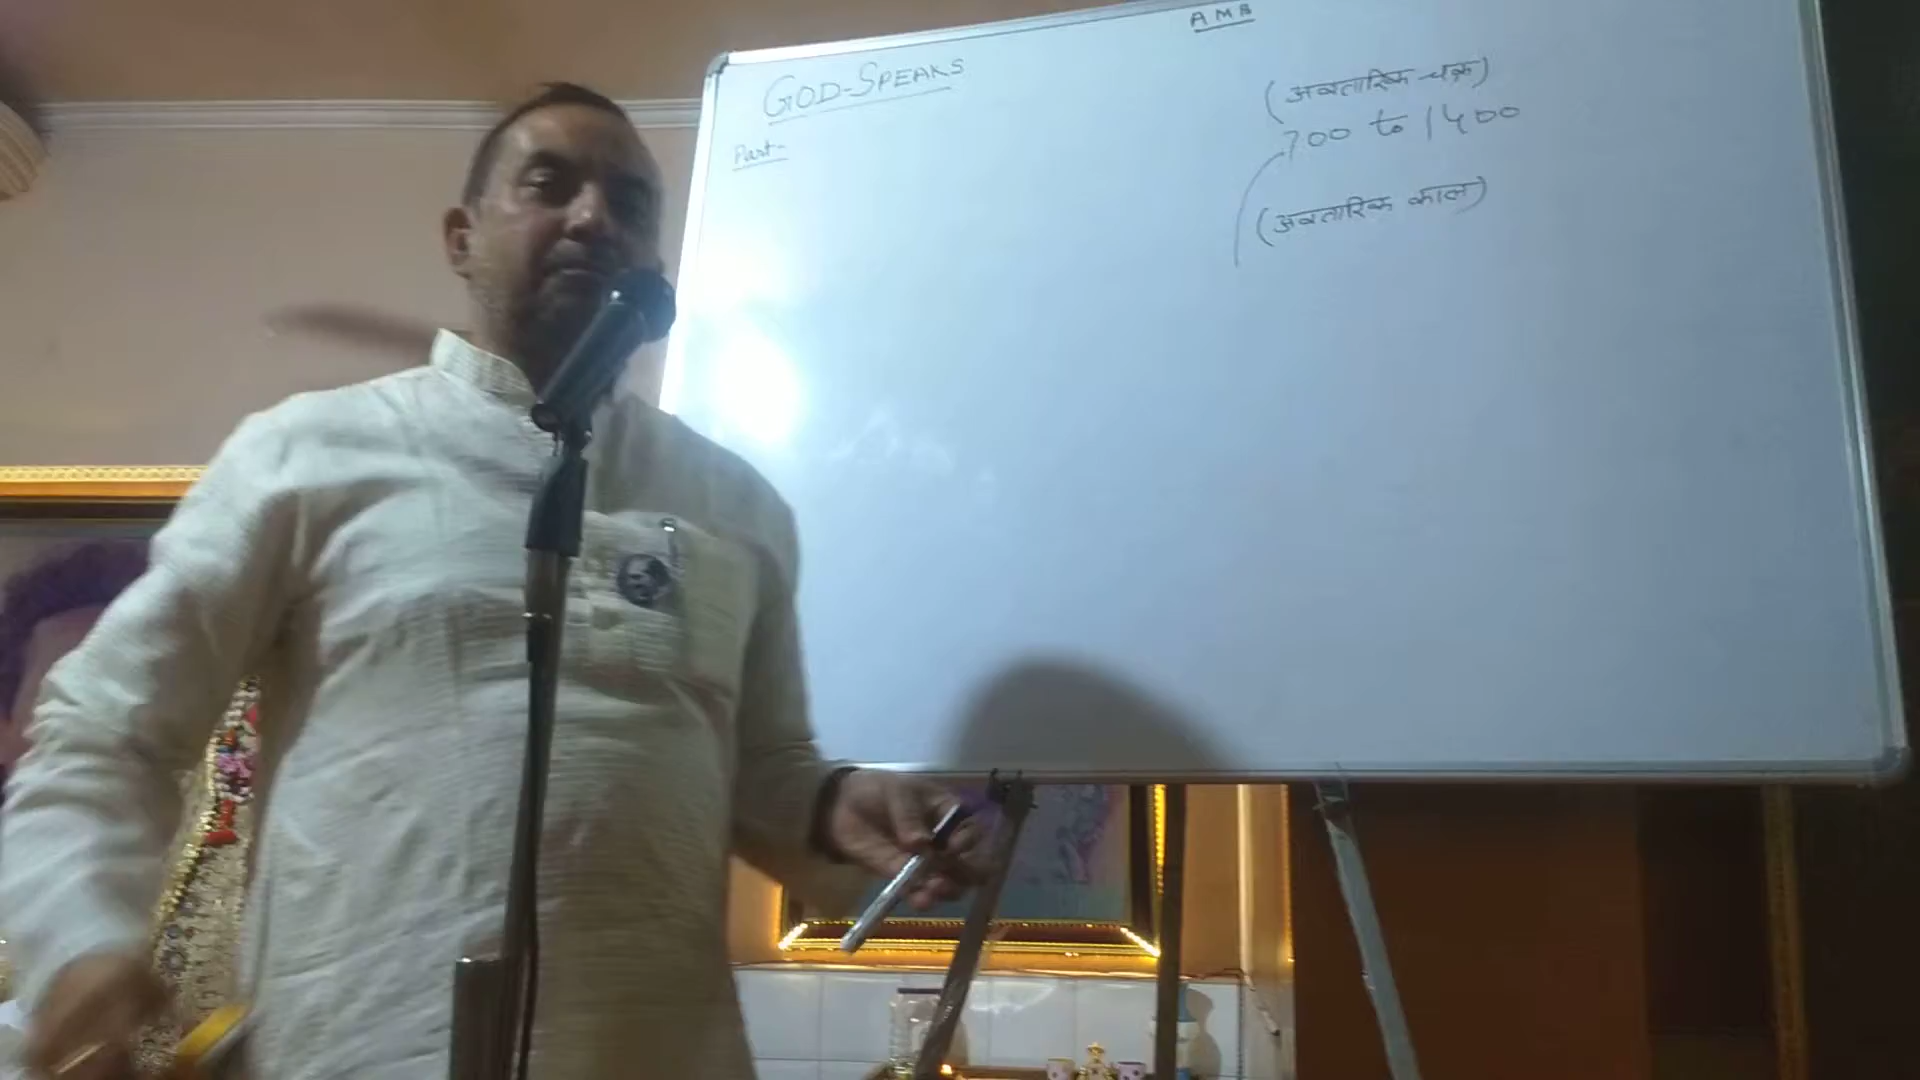 AMB
GOD-SPEAKS
Part-
(अवतारिक-चक्र)
700 to 1400
(अवतारिक काल)